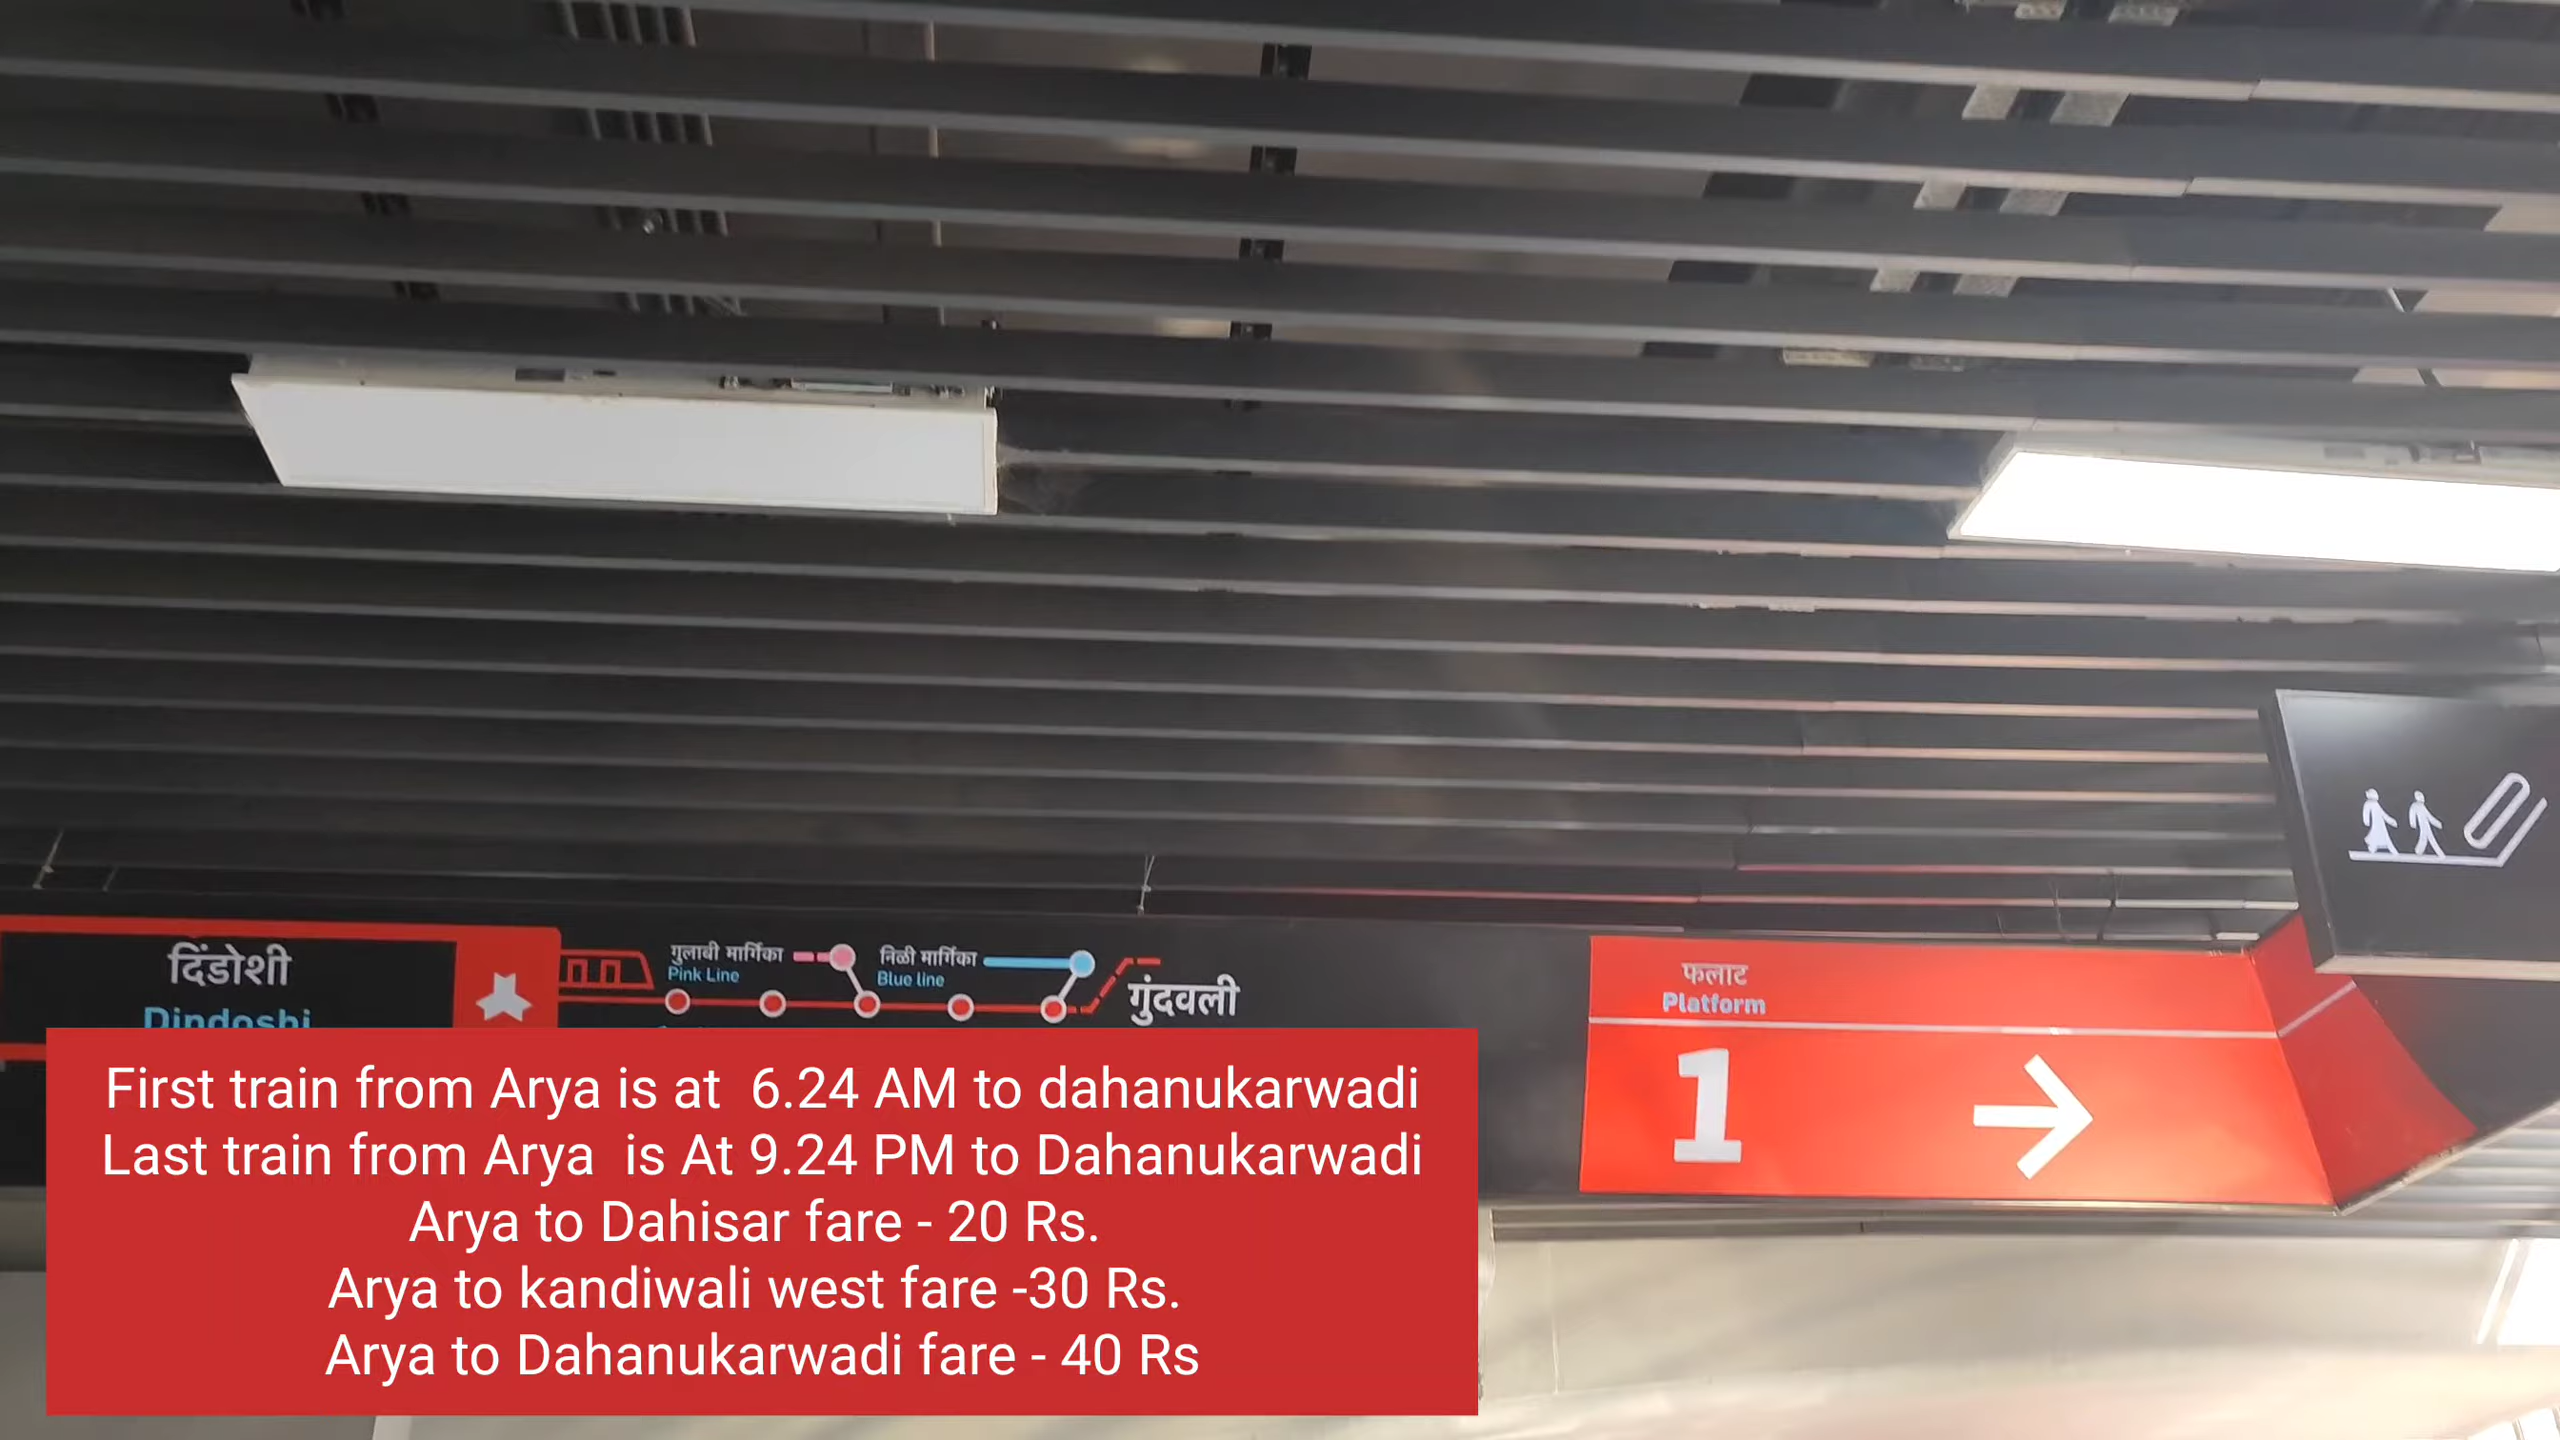 दिंडोशी
Dindoshi
गुलाबी मार्गिका
Pink Line
निळी मार्गिका
Blue line
गुंदवली
फलाट
Platform
1
First train from Arya is at  6.24 AM to dahanukarwadi
Last train from Arya  is At 9.24 PM to Dahanukarwadi
Arya to Dahisar fare - 20 Rs.
Arya to kandiwali west fare -30 Rs.
Arya to Dahanukarwadi fare - 40 Rs